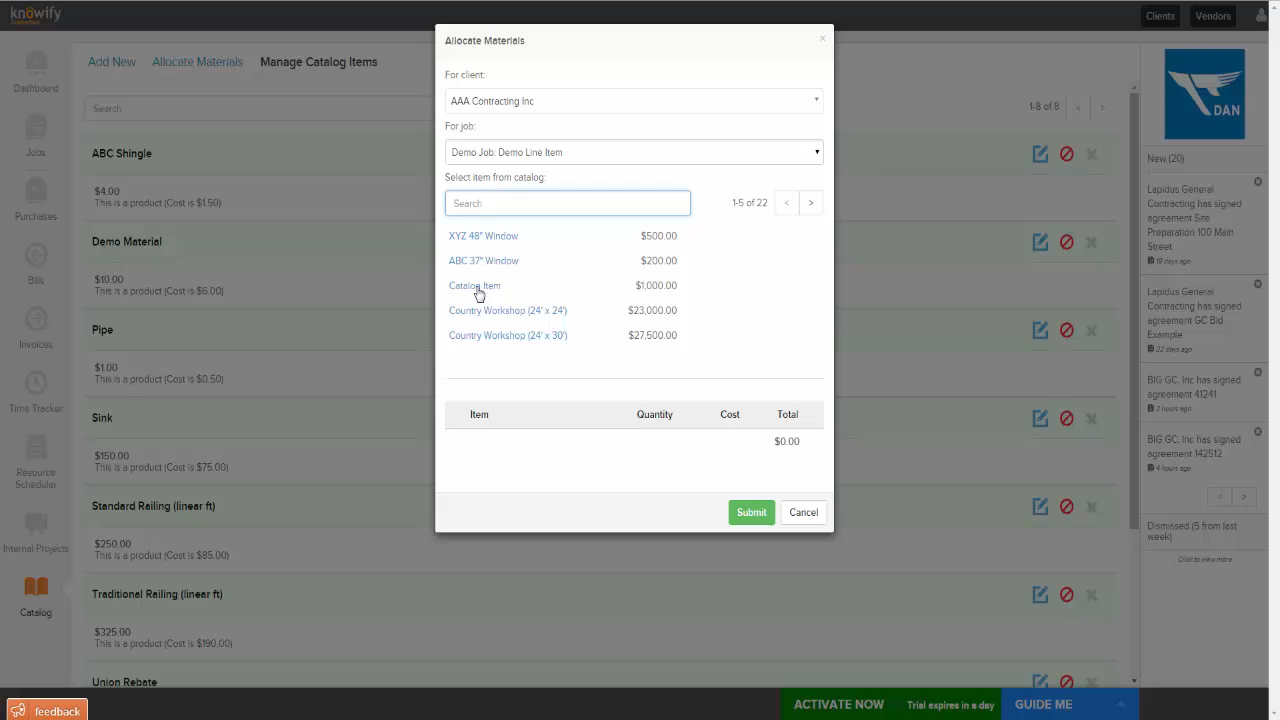 knowify
Contractors
Clients
Vendors
Dashboard
Jobs
Purchases
Bills
Invoices
Time Tracker
Resource
Scheduler
Internal Projects
Catalog
feedback
Add New
Allocate Materials
Manage Catalog Items
Search
1-8 of 8
<
>
ABC Shingle
$4.00
This is a product (Cost is $1.50)
Demo Material
$10.00
This is a product (Cost is $6.00)
Pipe
$1.00
This is a product (Cost is $0.50)
Sink
$150.00
This is a product (Cost is $75.00)
Standard Railing (linear ft)
$250.00
This is a product (Cost is $85.00)
Traditional Railing (linear ft)
$325.00
This is a product (Cost is $190.00)
Union Rebate
Allocate Materials
×
For client:
AAA Contracting Inc
For job:
Demo Job: Demo Line Item
Select item from catalog:
Search
1-5 of 22
<
>
XYZ 48" Window $500.00
ABC 37" Window $200.00
Catalog Item $1,000.00
Country Workshop (24' x 24') $23,000.00
Country Workshop (24' x 30') $27,500.00
Item Quantity Cost Total
$0.00
Submit
Cancel
DAN
New (20)
Lapidus General
Contracting has signed
agreement Site
Preparation 100 Main
Street
19 days ago
Lapidus General
Contracting has signed
agreement GC Bid
Example
22 days ago
BIG GC, Inc has signed
agreement 41241
2 hours ago
BIG GC, Inc has signed
agreement 142512
4 hours ago
<
>
Dismissed (5 from last
week)
Click to view more
ACTIVATE NOW
Trial expires in a day
GUIDE ME